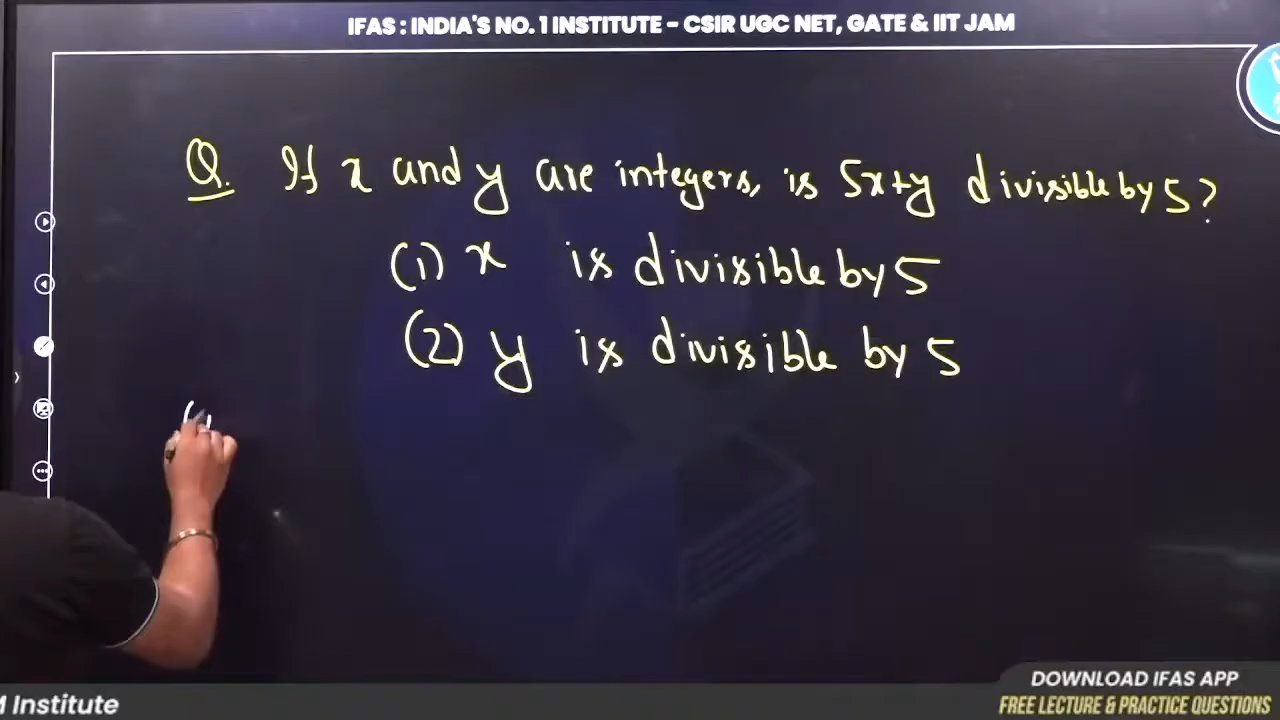 IFAS : INDIA'S NO. 1 INSTITUTE - CSIR UGC NET, GATE & IIT JAM
Q. If x and y are integers, is 5x+y divisible by 5?
(1) x is divisible by 5
(2) y is divisible by 5
M Institute
DOWNLOAD IFAS APP
FREE LECTURE & PRACTICE QUESTIONS